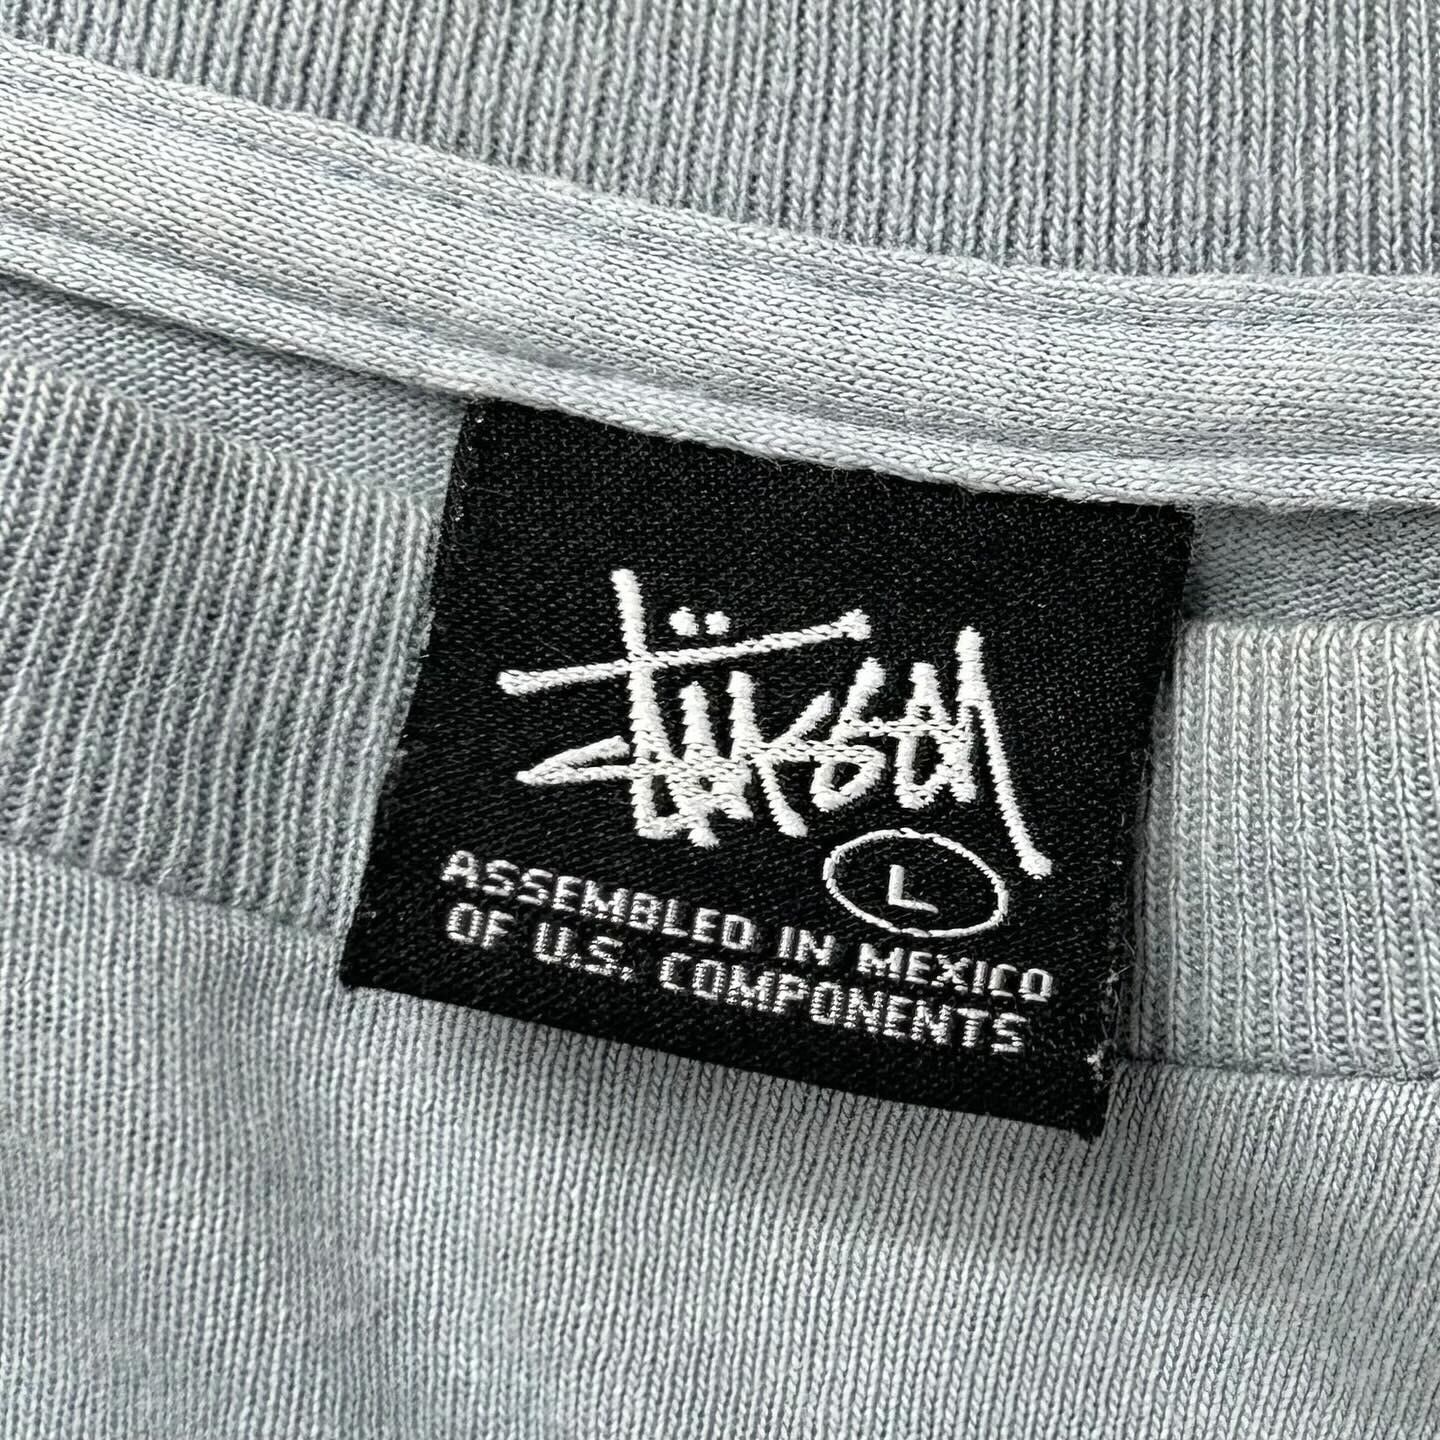 Stüssy
L
ASSEMBLED IN MEXICO
OF U.S. COMPONENTS